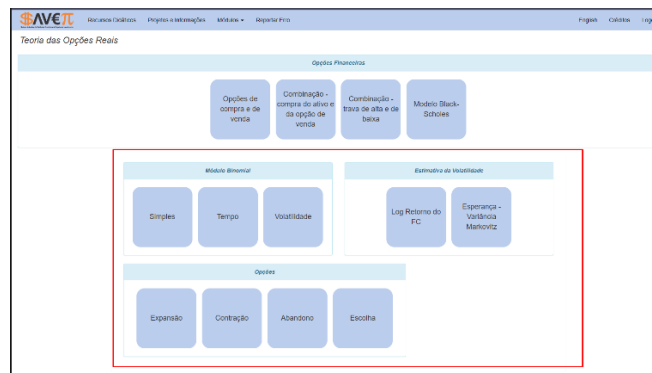 $AV€π
Recursos Didáticos Projetos e Informações Módulos Reportar Erro English Créditos
Teoria das Opções Reais
Opções Financeiras
Opções de
compra e de
venda
Combinação -
compra do ativo e
da opção de
venda
Combinação -
trava de alta e de
baixa
Modelo Black-
Scholes
Módulo Binomial
Simples
Tempo
Volatilidade
Estimativa da Volatilidade
Log Retorno do
FC
Esperança -
Variância
Markovitz
Opções
Expansão
Contração
Abandono
Escolha